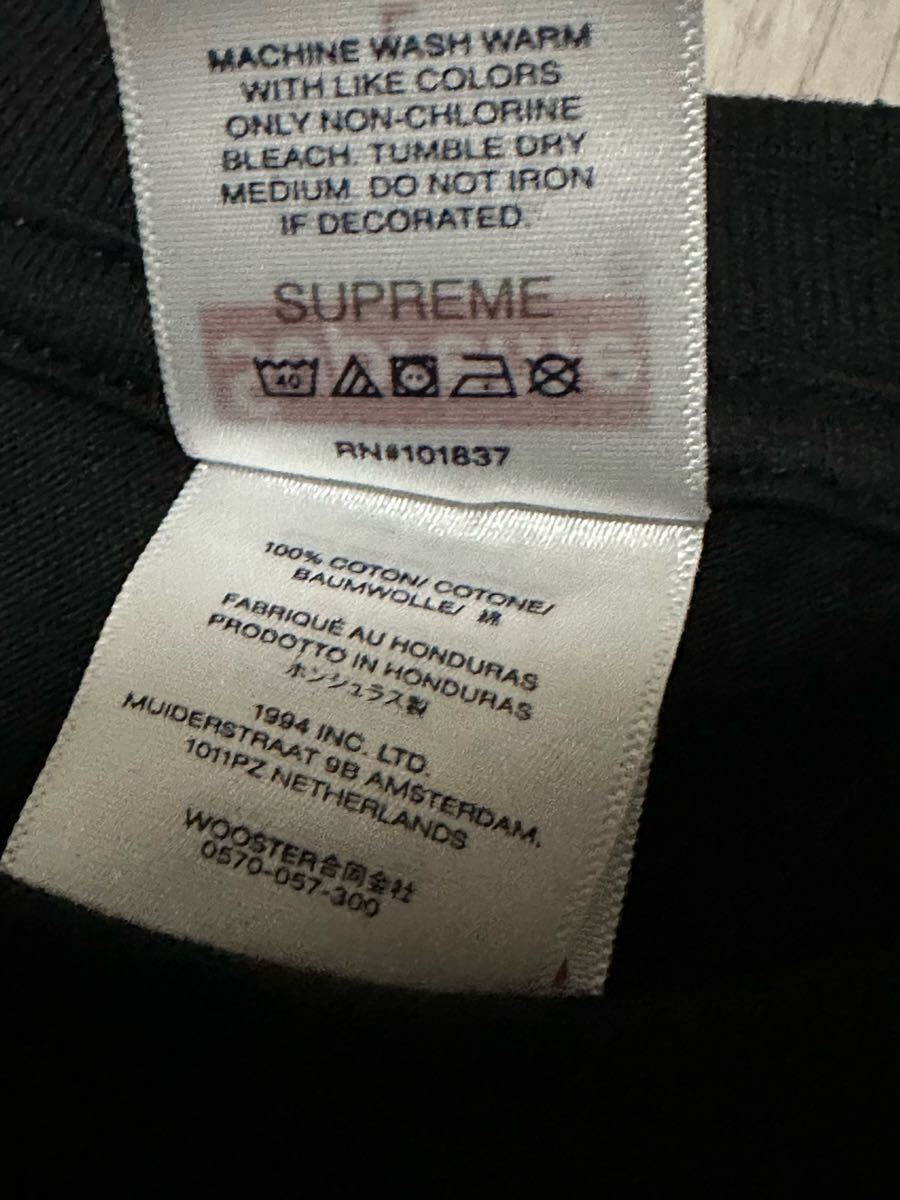 MACHINE WASH WARM
WITH LIKE COLORS
ONLY NON-CHLORINE
BLEACH. TUMBLE DRY
MEDIUM. DO NOT IRON
IF DECORATED.
SUPREME
40
RN#101837
100% COTON/ COTONE/
BAUMWOLLE/ 綿
FABRIQUÉ AU HONDURAS
PRODOTTO IN HONDURAS
ホンジュラス製
1994 INC. LTD.
MUIDERSTRAAT 9B AMSTERDAM,
1011PZ NETHERLANDS
WOOSTER合同会社
0570-057-300